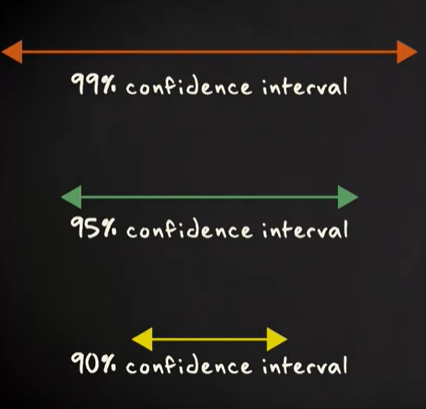 99% confidence interval
95% confidence interval
90% confidence interval